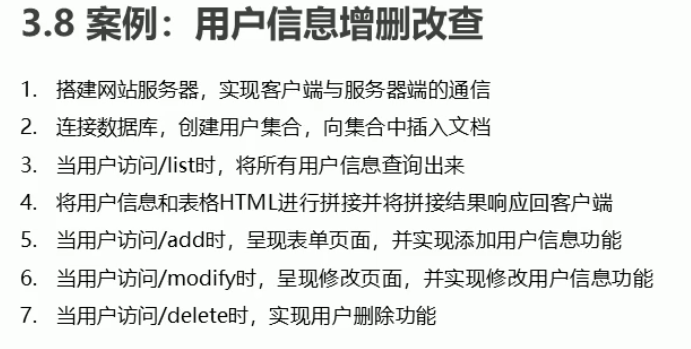 3.8 案例：用户信息增删改查
1. 搭建网站服务器，实现客户端与服务器端的通信
2. 连接数据库，创建用户集合，向集合中插入文档
3. 当用户访问/list时，将所有用户信息查询出来
4. 将用户信息和表格HTML进行拼接并将拼接结果响应回客户端
5. 当用户访问/add时，呈现表单页面，并实现添加用户信息功能
6. 当用户访问/modify时，呈现修改页面，并实现修改用户信息功能
7. 当用户访问/delete时，实现用户删除功能